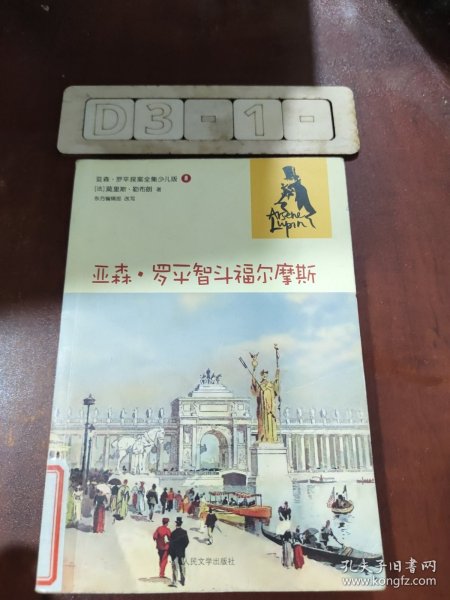 D3-1-
亚森·罗苹探案全集少儿版 8
[法]莫里斯·勒布朗 著
东方编辑部 改写
Arsène
Lupin
亚森·罗平智斗福尔摩斯
人民文学出版社
孔夫子旧书网
www.kongfz.com